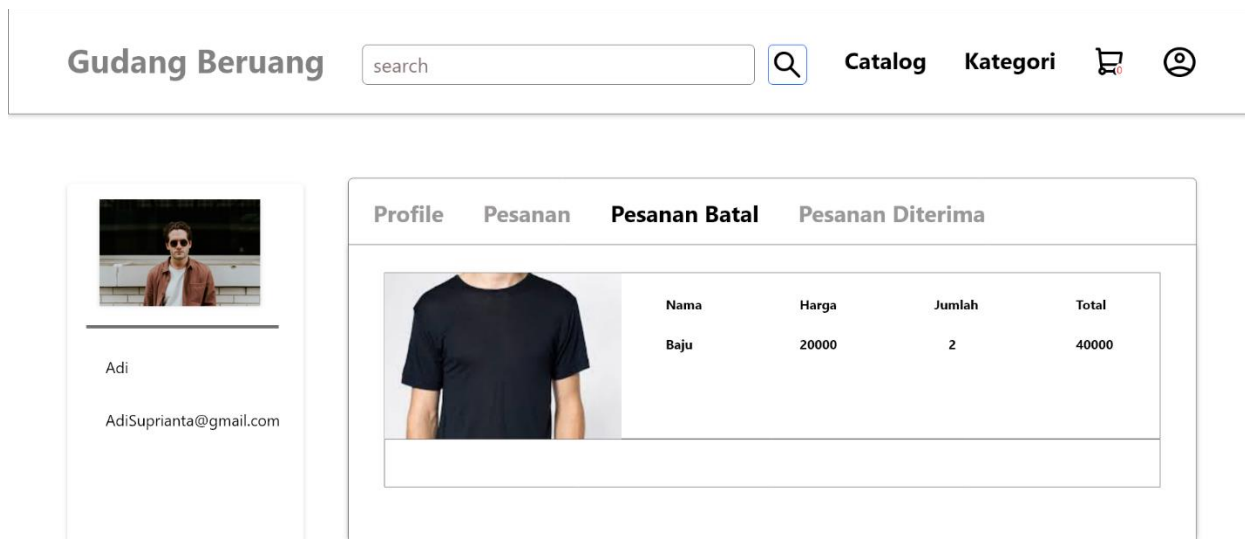 Gudang Beruang search Catalog Kategori 0
Profile Pesanan Pesanan Batal Pesanan Diterima
Nama Harga Jumlah Total
Baju 20000 2 40000
Adi
AdiSuprianta@gmail.com